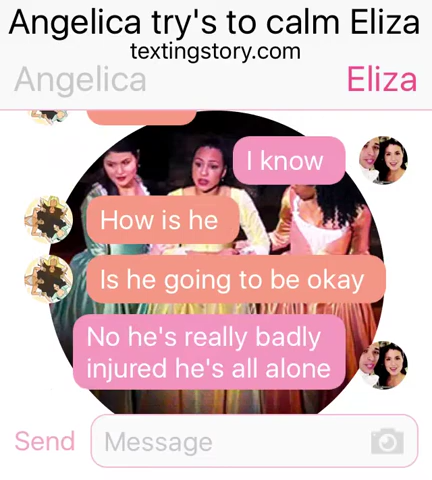 Angelica try's to calm Eliza
textingstory.com
Angelica
Eliza
I know
How is he
Is he going to be okay
No he's really badly
injured he's all alone
Send
Message